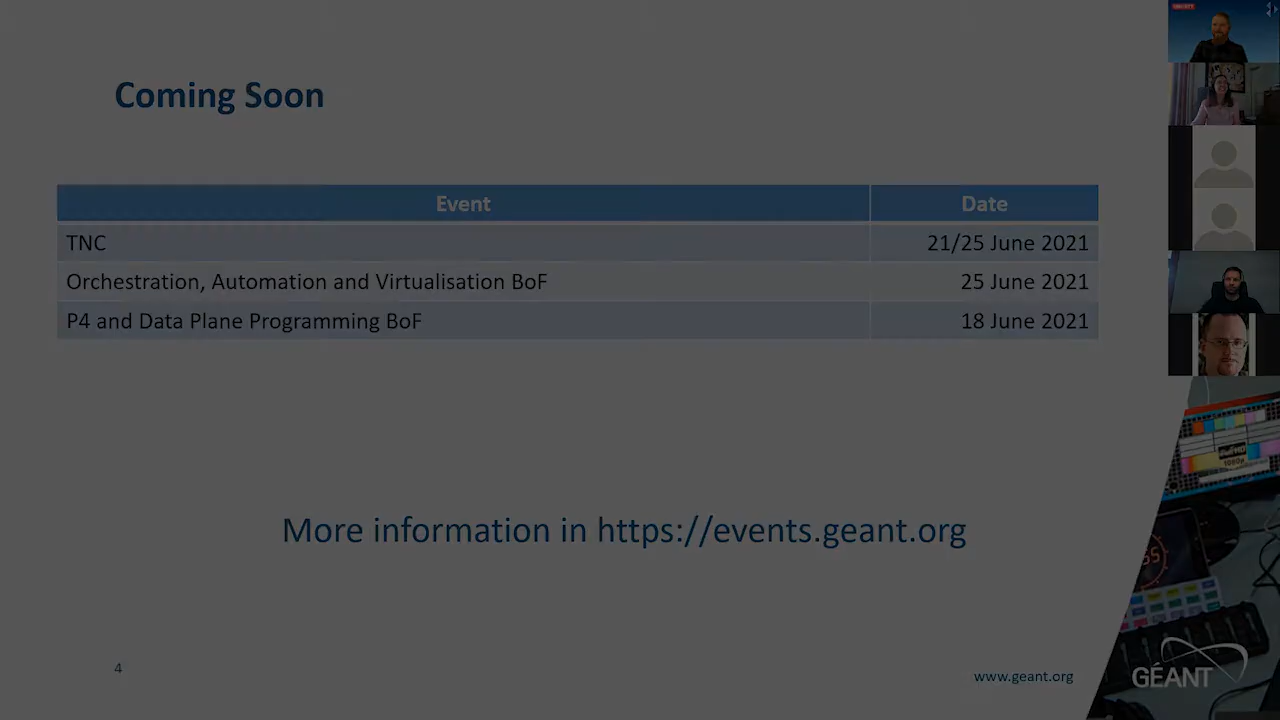 Coming Soon
Event Date
TNC 21/25 June 2021
Orchestration, Automation and Virtualisation BoF 25 June 2021
P4 and Data Plane Programming BoF 18 June 2021
More information in https://events.geant.org
4
www.geant.org
GÉANT
1080p